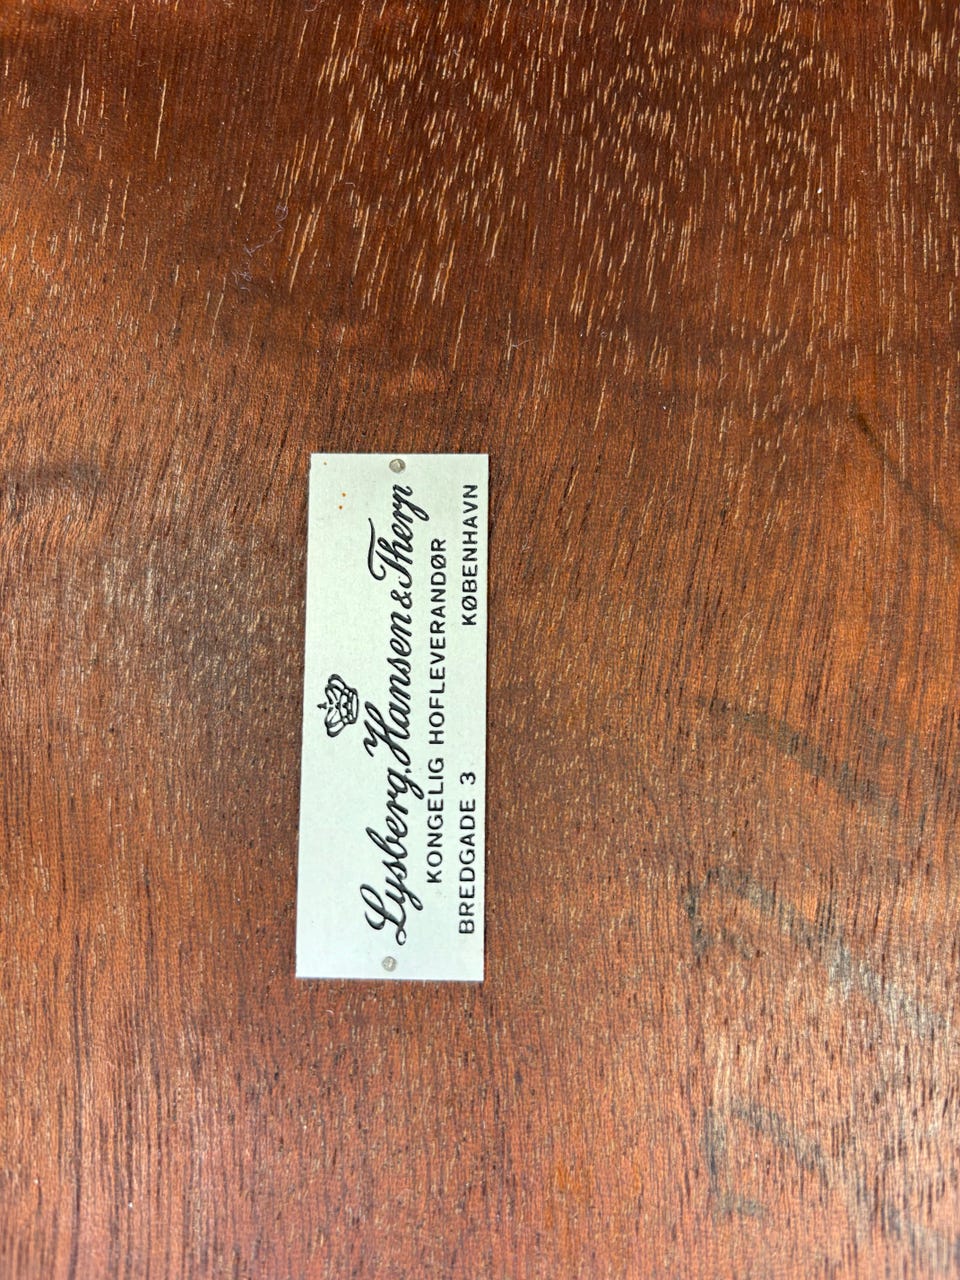 Lysberg, Hansen & Therp
KONGELIG HOFLEVERANDØR
BREDGADE 3 KØBENHAVN